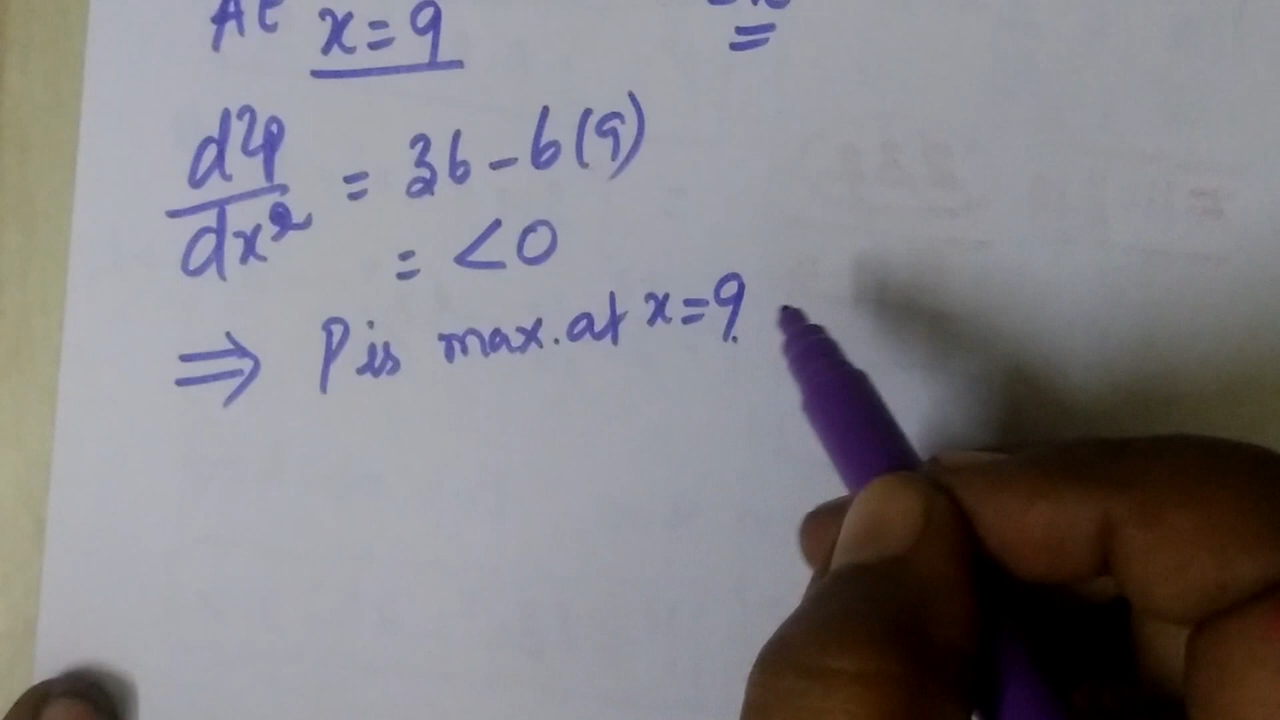 At x=9
d²P/dx² = 36-6(9)
= <0
⇒ P is max. at x=9.